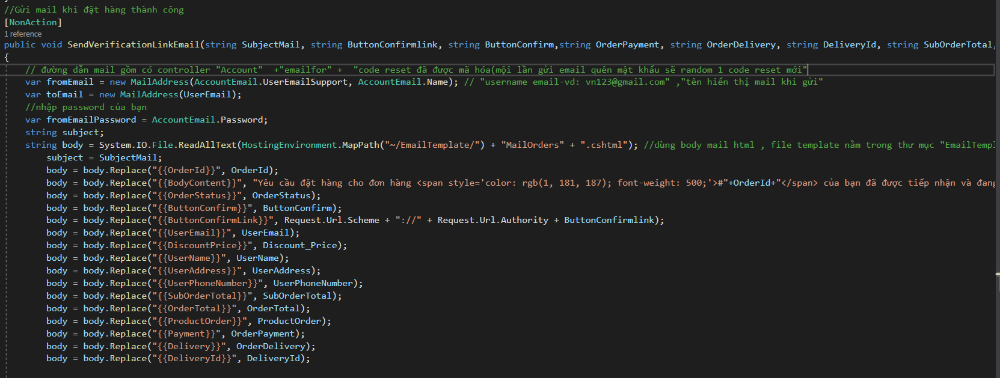 //Gửi mail khi đặt hàng thành công
[NonAction]
1 reference
public void SendVerificationLinkEmail(string SubjectMail, string ButtonConfirmlink, string ButtonConfirm,string OrderPayment, string OrderDelivery, string DeliveryId, string SubOrderTotal,
{
// đường dẫn mail gồm có controller "Account"  +"emailfor" +  "code reset đã được mã hóa(mội lần gửi email quên mật khẩu sẽ random 1 code reset mới"
var fromEmail = new MailAddress(AccountEmail.UserEmailSupport, AccountEmail.Name); // "username email-vd: vn123@gmail.com" ,"tên hiển thị mail khi gửi"
var toEmail = new MailAddress(UserEmail);
//nhập password của bạn
var fromEmailPassword = AccountEmail.Password;
string subject;
string body = System.IO.File.ReadAllText(HostingEnvironment.MapPath("~/EmailTemplate/") + "MailOrders" + ".cshtml"); //dùng body mail html , file template nằm trong thư mục "EmailTempl
subject = SubjectMail;
body = body.Replace("{{OrderId}}", OrderId);
body = body.Replace("{{BodyContent}}", "Yêu cầu đặt hàng cho đơn hàng <span style='color: rgb(1, 181, 187); font-weight: 500;'>#"+OrderId+"</span> của bạn đã được tiếp nhận và đang
body = body.Replace("{{OrderStatus}}", OrderStatus);
body = body.Replace("{{ButtonConfirm}}", ButtonConfirm);
body = body.Replace("{{ButtonConfirmLink}}", Request.Url.Scheme + "://" + Request.Url.Authority + ButtonConfirmlink);
body = body.Replace("{{UserEmail}}", UserEmail);
body = body.Replace("{{DiscountPrice}}", Discount_Price);
body = body.Replace("{{UserName}}", UserName);
body = body.Replace("{{UserAddress}}", UserAddress);
body = body.Replace("{{UserPhoneNumber}}", UserPhoneNumber);
body = body.Replace("{{SubOrderTotal}}", SubOrderTotal);
body = body.Replace("{{OrderTotal}}", OrderTotal);
body = body.Replace("{{ProductOrder}}", ProductOrder);
body = body.Replace("{{Payment}}", OrderPayment);
body = body.Replace("{{Delivery}}", OrderDelivery);
body = body.Replace("{{DeliveryId}}", DeliveryId);